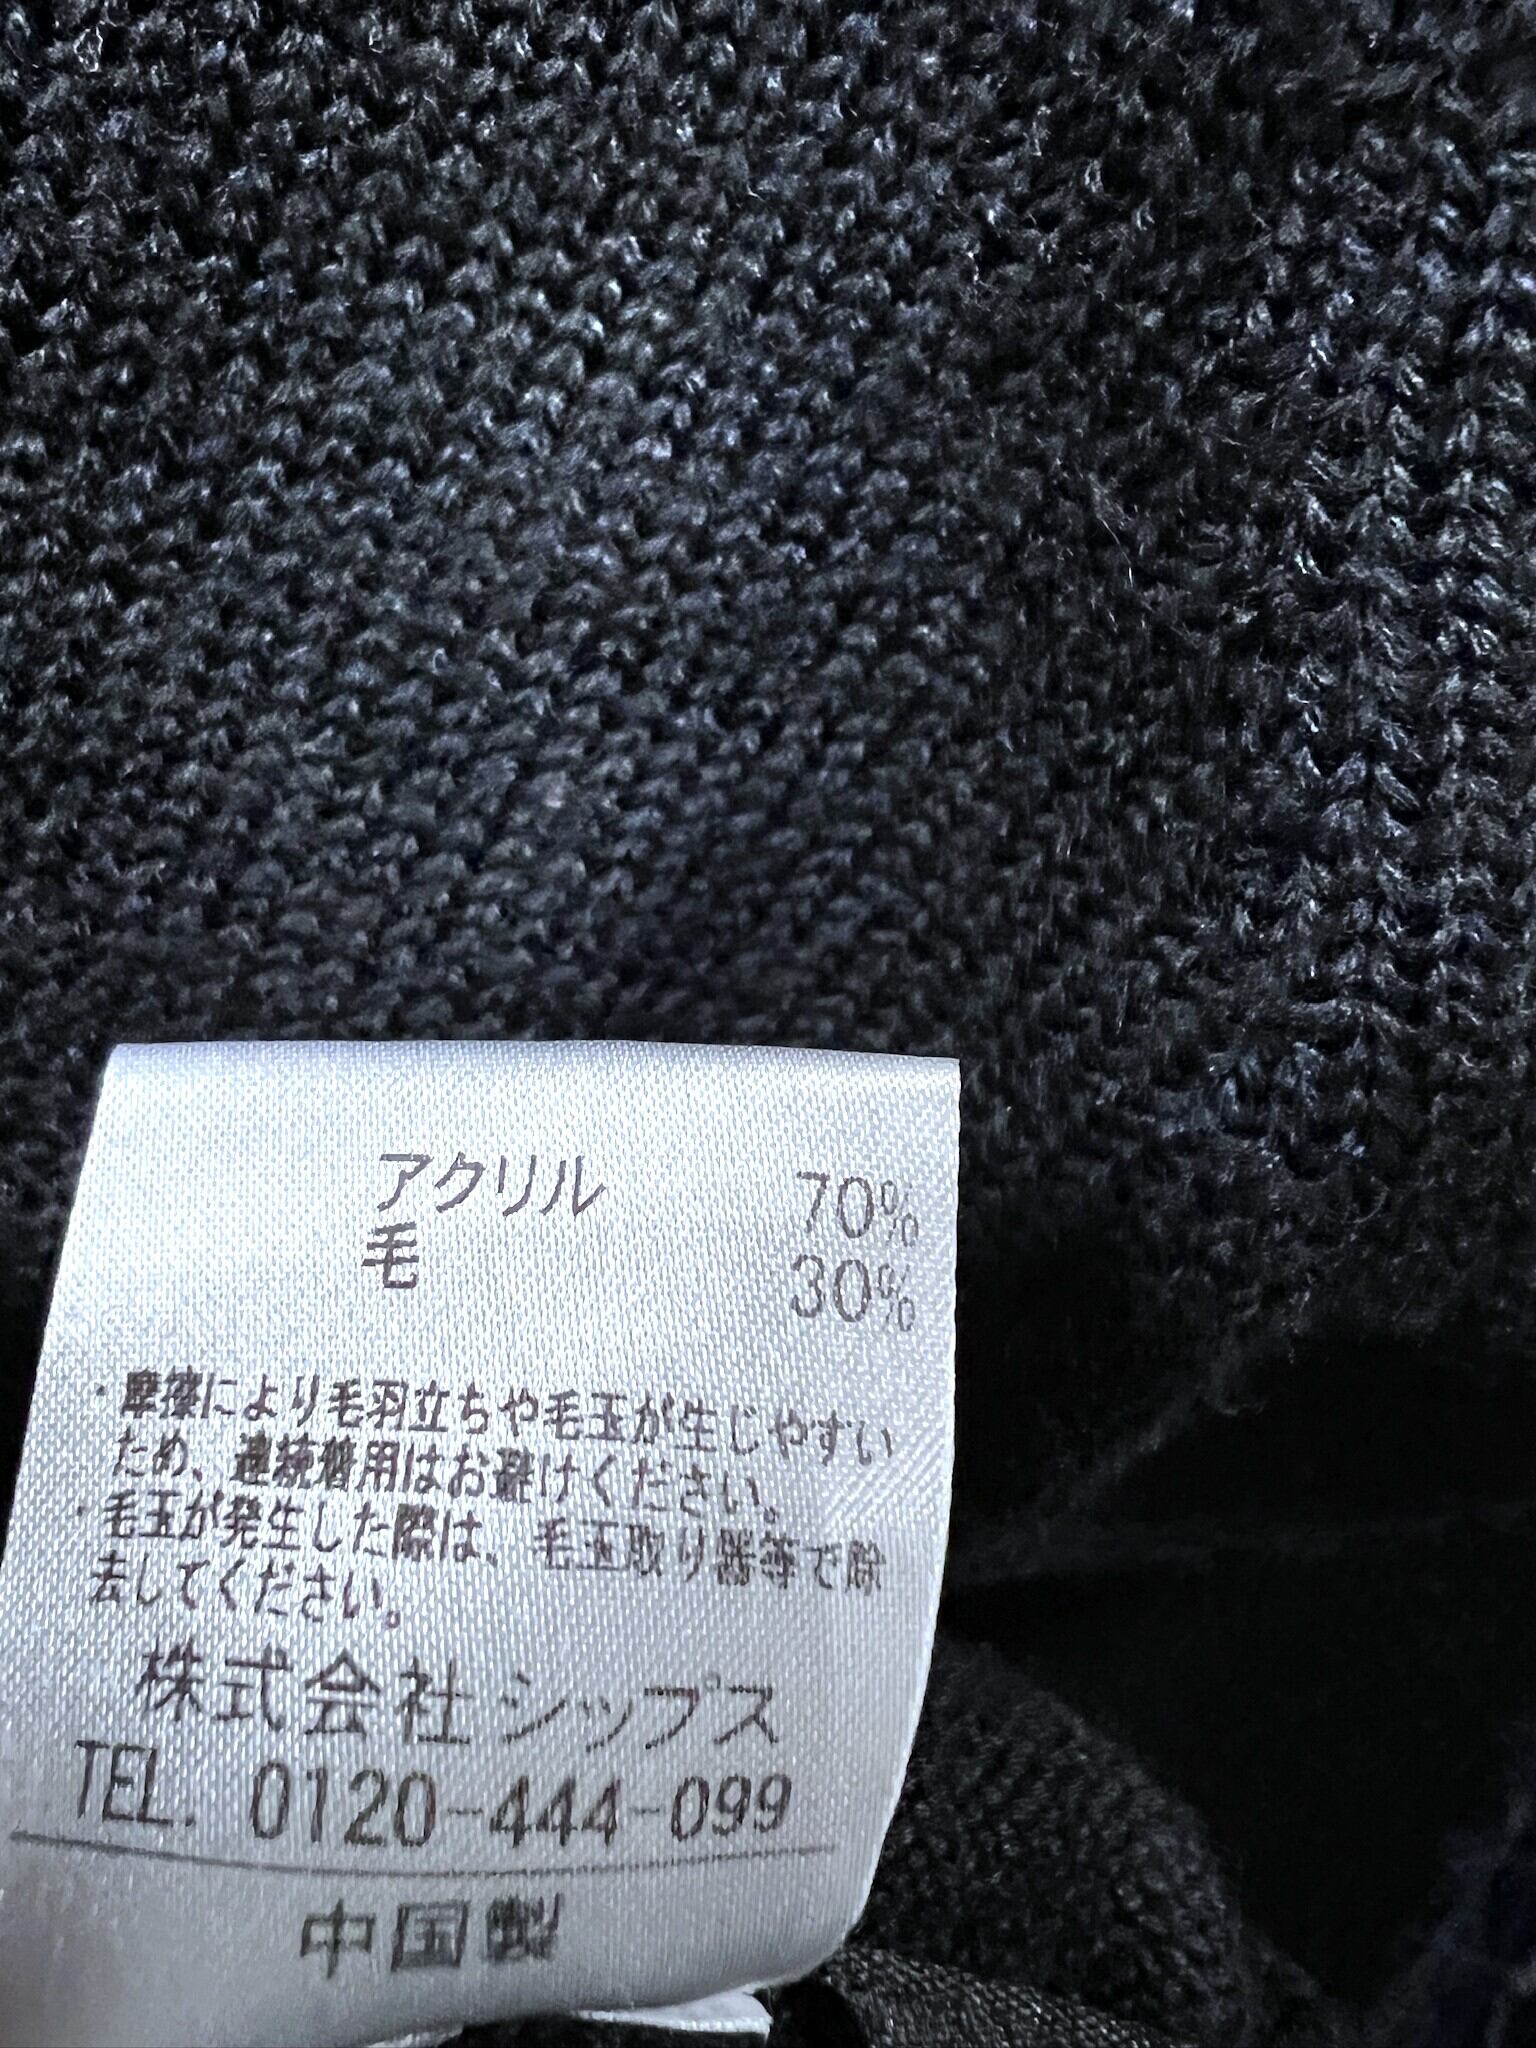 アクリル 70%
毛 30%
・摩擦により毛羽立ちや毛玉が生じやすい
ため、連続着用はお避けください。
・毛玉が発生した際は、毛玉取り器等で除
去してください。
株式会社シップス
TEL. 0120-444-099
中国製